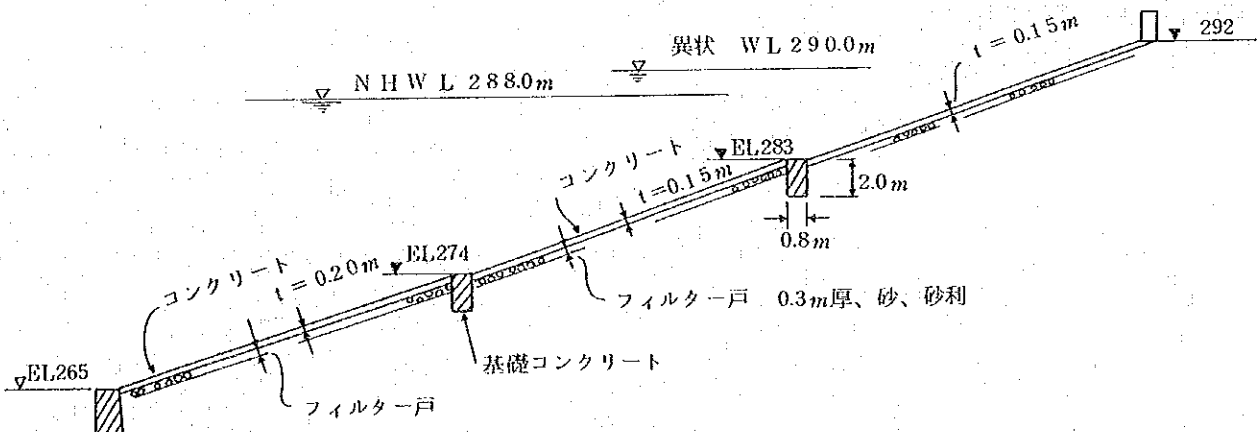 異状 WL290.0m
t=0.15m
292
NHWL 288.0m
EL283
コンクリート
t=0.15m
2.0m
0.8m
EL274
コンクリート
t=0.20m
フィルター戸 0.3m厚、砂、砂利
EL265
基礎コンクリート
フィルター戸